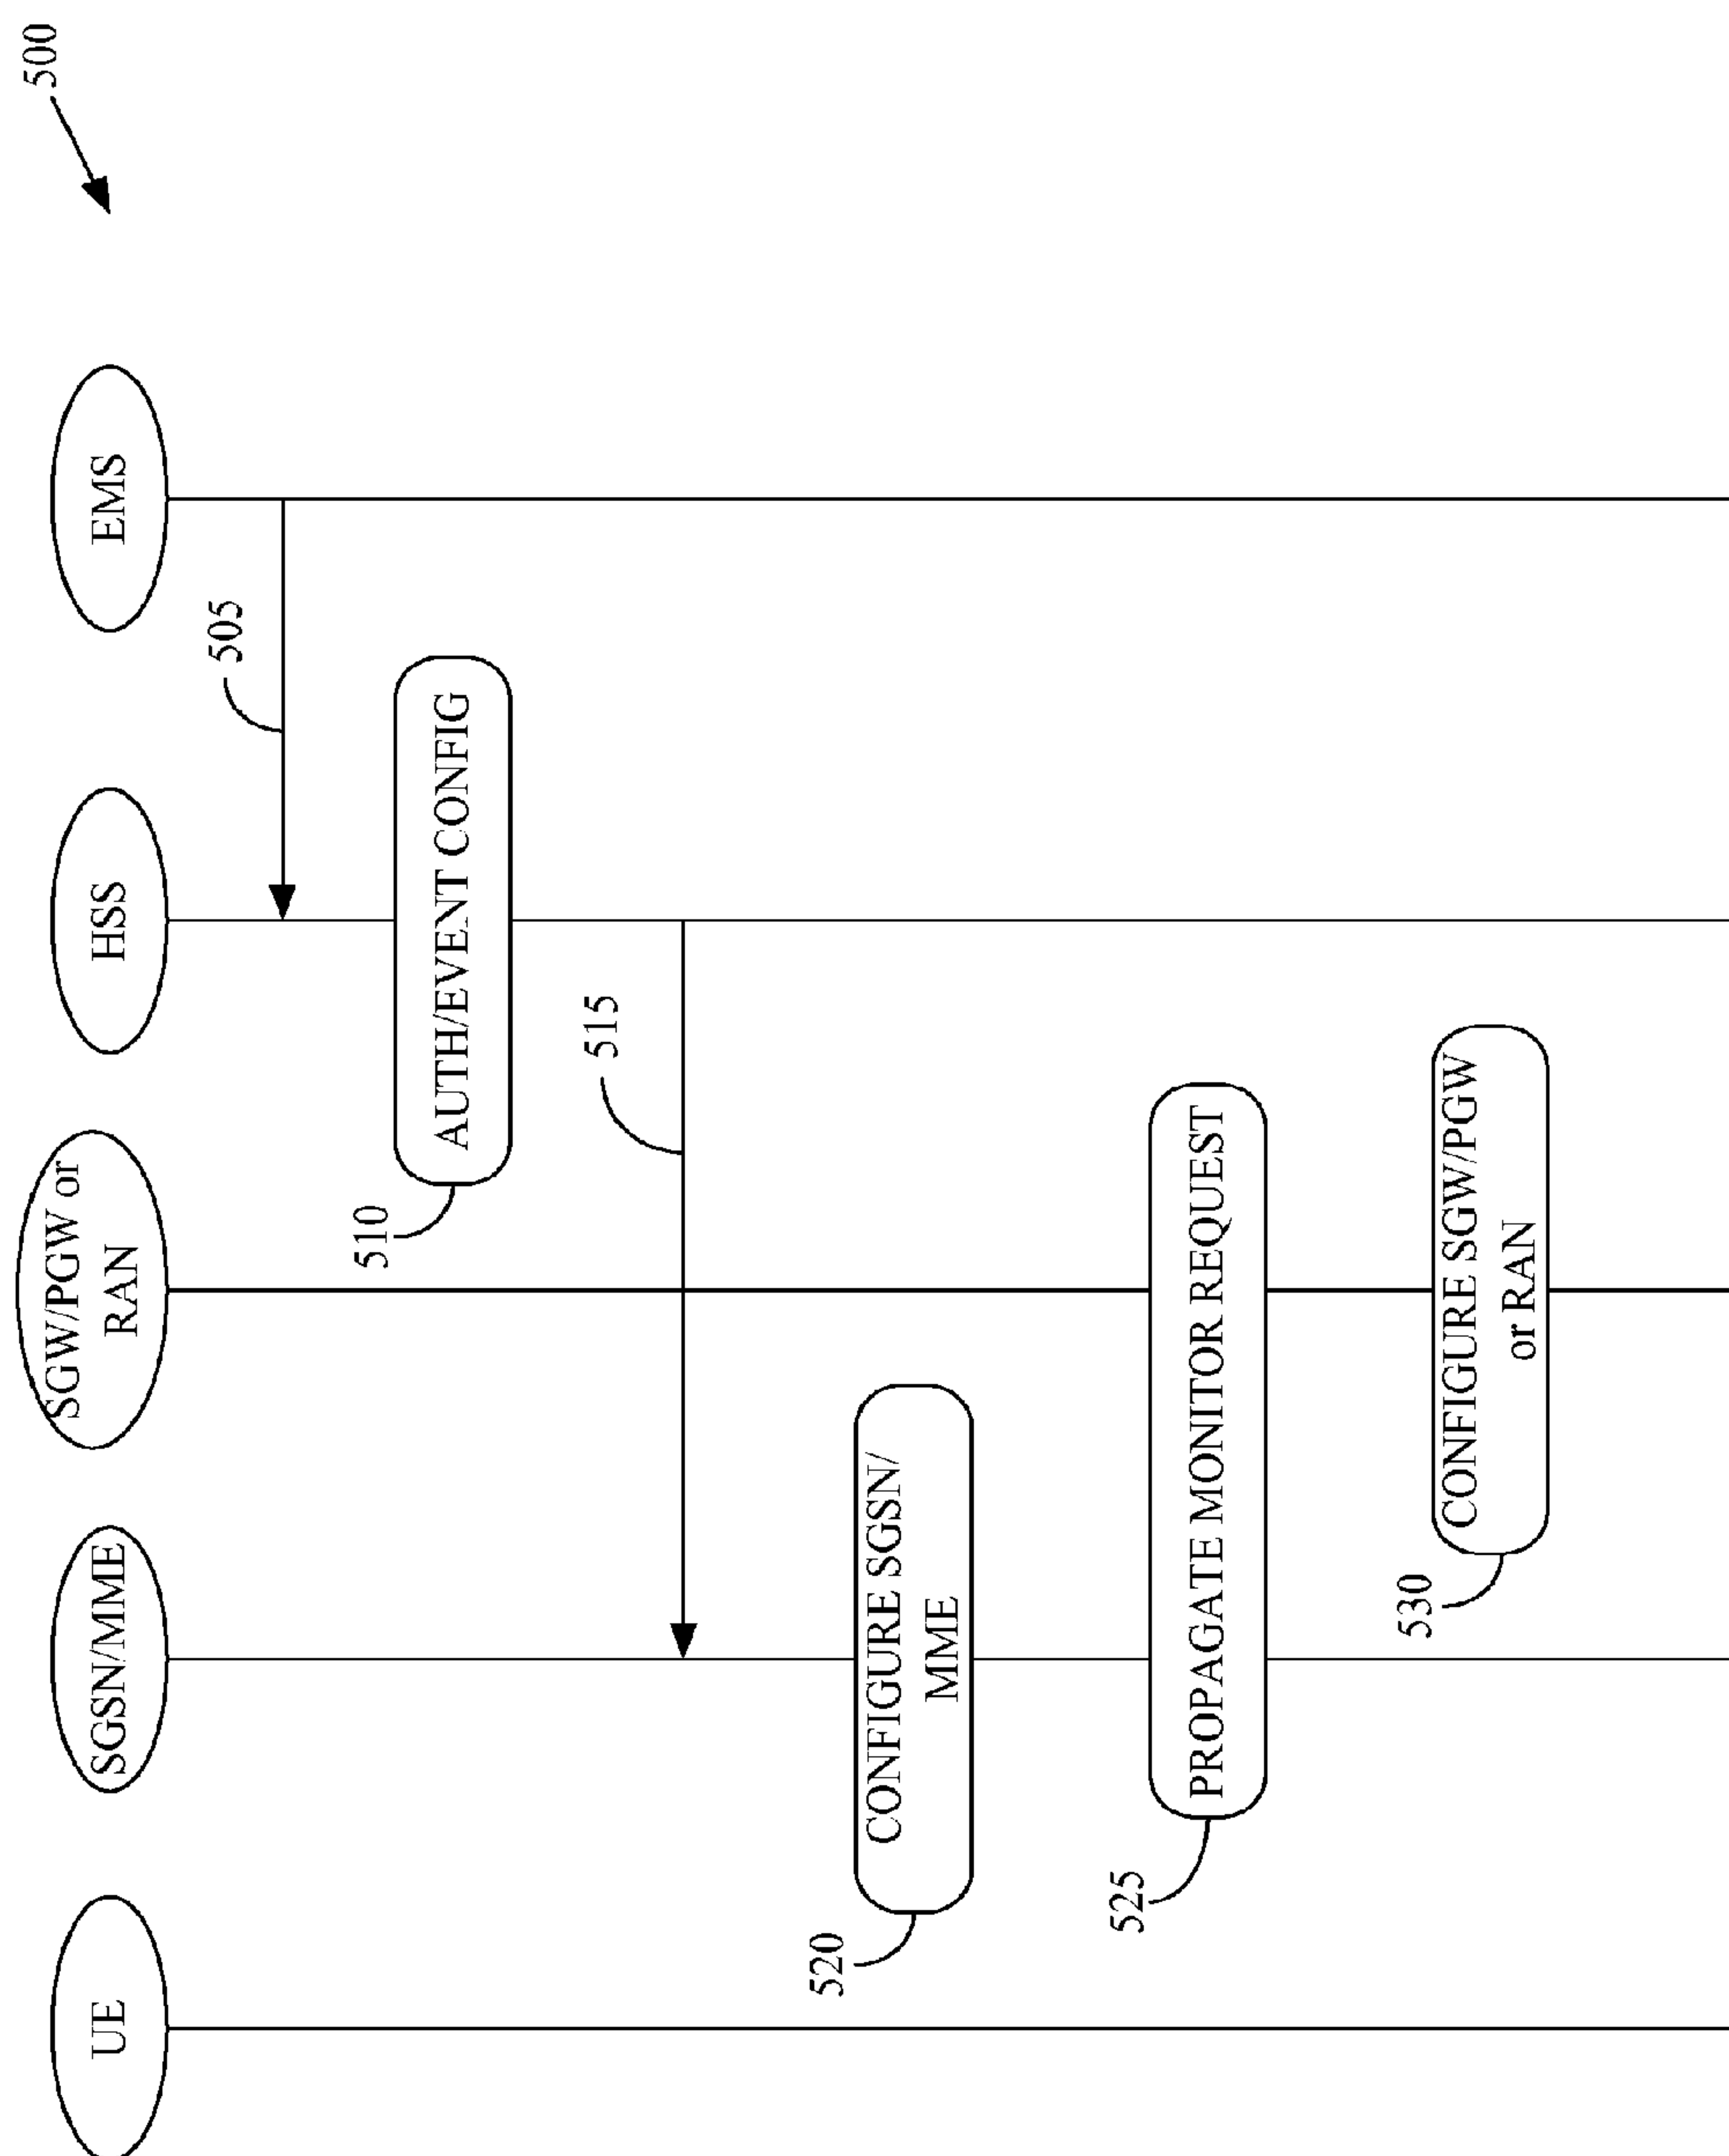 500
UE
SGSN/MME
SGW/PGW or
RAN
HSS
EMS
505
510
AUTH/EVENT CONFIG
515
520
CONFIGURE SGSN/
MME
525
PROPAGATE MONITOR REQUEST
530
CONFIGURE SGW/PGW
or RAN